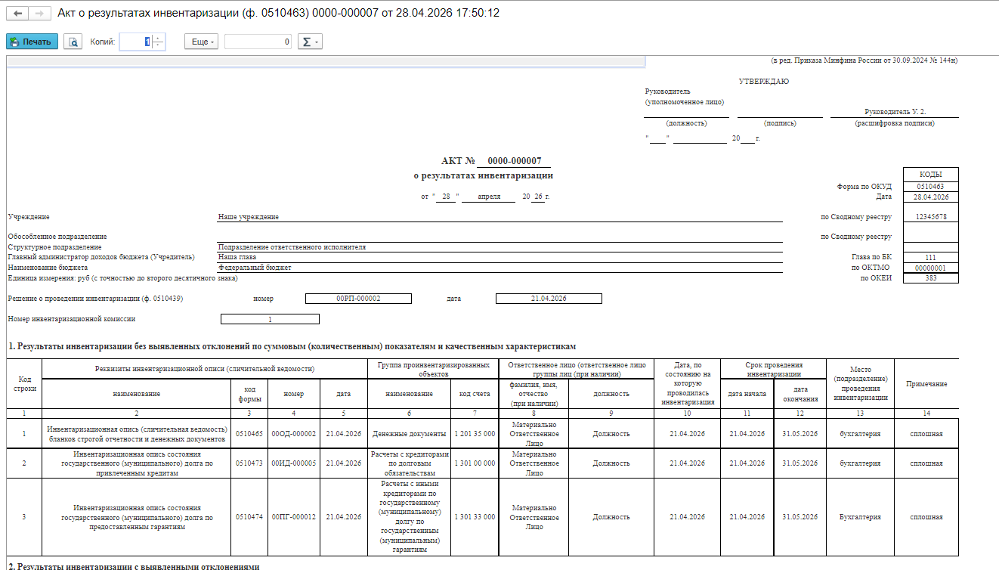 Акт о результатах инвентаризации (ф. 0510463) 0000-000007 от 28.04.2026 17:50:12
Печать Копий: 1 Еще 0 Σ
(в ред. Приказа Минфина России от 30.09.2024 № 144н)
УТВЕРЖДАЮ
Руководитель
(уполномоченное лицо)
Руководитель У. 2.
(должность) (подпись) (расшифровка подписи)
" " 20 г.
АКТ № 0000-000007
о результатах инвентаризации
от " 28 " апреля 20 26 г.
КОДЫ
Форма по ОКУД 0510463
Дата 28.04.2026
Учреждение Наше учреждение по Сводному реестру 12345678
Обособленное подразделение по Сводному реестру
Структурное подразделение Подразделение ответственного исполнителя
Главный администратор доходов бюджета (Учредитель) Наша глава Глава по БК 111
Наименование бюджета Федеральный бюджет по ОКТМО 00000001
Единица измерения: руб (с точностью до второго десятичного знака) по ОКЕИ 383
Решение о проведении инвентаризации (ф. 0510439) номер 00РП-000002 дата 21.04.2026
Номер инвентаризационной комиссии 1
1. Результаты инвентаризации без выявленных отклонений по суммовым (количественным) показателям и качественным характеристикам
Код
строки
Реквизиты инвентаризационной описи (сличительной ведомости)
Группа проинвентаризированных
объектов
Ответственное лицо (ответственное лицо
группы лиц (при наличии)
Дата, по
состоянию на
которую
проводилась
инвентаризация
Срок проведения
инвентаризации
Место
(подразделение)
проведения
инвентаризации
Примечание
наименование
код
формы
номер
дата
наименование
код счета
фамилия, имя,
отчество
(при наличии)
должность
дата начала
дата
окончания
1 2 3 4 5 6 7 8 9 10 11 12 13 14
1
Инвентаризационная опись (сличительная ведомость)
бланков строгой отчетности и денежных документов
0510465
00ОД-000002
21.04.2026
Денежные документы
1 201 35 000
Материально
Ответственное
Лицо
Должность
21.04.2026
21.04.2026
31.05.2026
бухгалтерия
сплошная
2
Инвентаризационная опись состояния
государственного (муниципального) долга по
привлеченным кредитам
0510473
00ИД-000005
21.04.2026
Расчеты с кредиторами
по долговым
обязательствам
1 301 00 000
Материально
Ответственное
Лицо
Должность
21.04.2026
21.04.2026
31.05.2026
бухгалтерия
сплошная
3
Инвентаризационная опись состояния
государственного (муниципального) долга по
предоставленным гарантиям
0510474
00ПГ-000012
21.04.2026
Расчеты с иными
кредиторами по
государственному
(муниципальному)
долгу по
государственным
(муниципальным)
гарантиям
1 301 33 000
Материально
Ответственное
Лицо
Должность
21.04.2026
21.04.2026
31.05.2026
Бухгалтерия
сплошная
2. Результаты инвентаризации с выявленными отклонениями